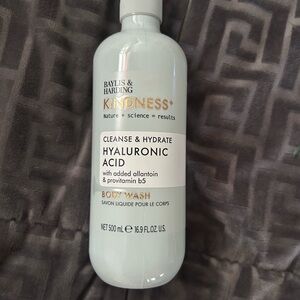 BAYLIS &
HARDING
KINDNESS+
Nature + science = results
CLEANSE & HYDRATE
HYALURONIC
ACID
with added allantoin
& provitamin b5
BODY WASH
SAVON LIQUIDE POUR LE CORPS
NET 500 mL ℮ 16.9 FL. OZ. U.S.